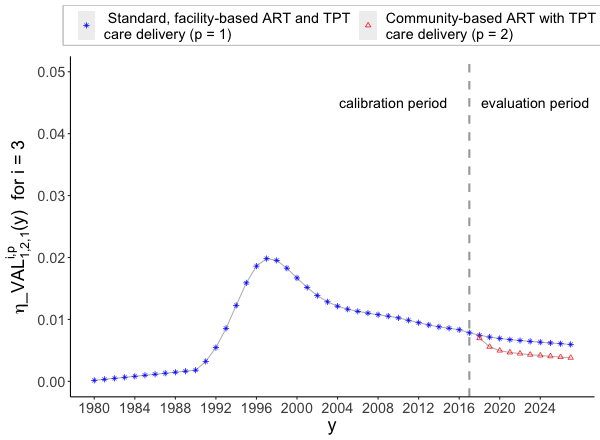 Standard, facility-based ART and TPT
care delivery (p = 1)
Community-based ART with TPT
care delivery (p = 2)
0.05
0.04
0.03
0.02
0.01
0.00
η_VAL i,p 1,2,1 (y) for i = 3
calibration period
evaluation period
1980 1984 1988 1992 1996 2000 2004 2008 2012 2016 2020 2024
y